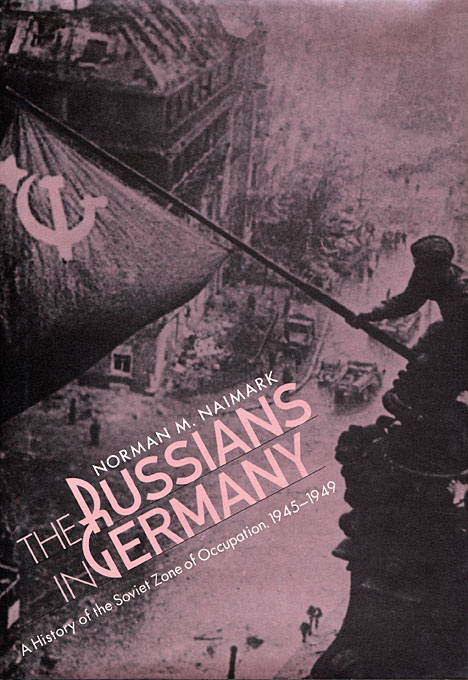 NORMAN M. NAIMARK
THE RUSSIANS
IN GERMANY
A History of the Soviet Zone of Occupation, 1945–1949